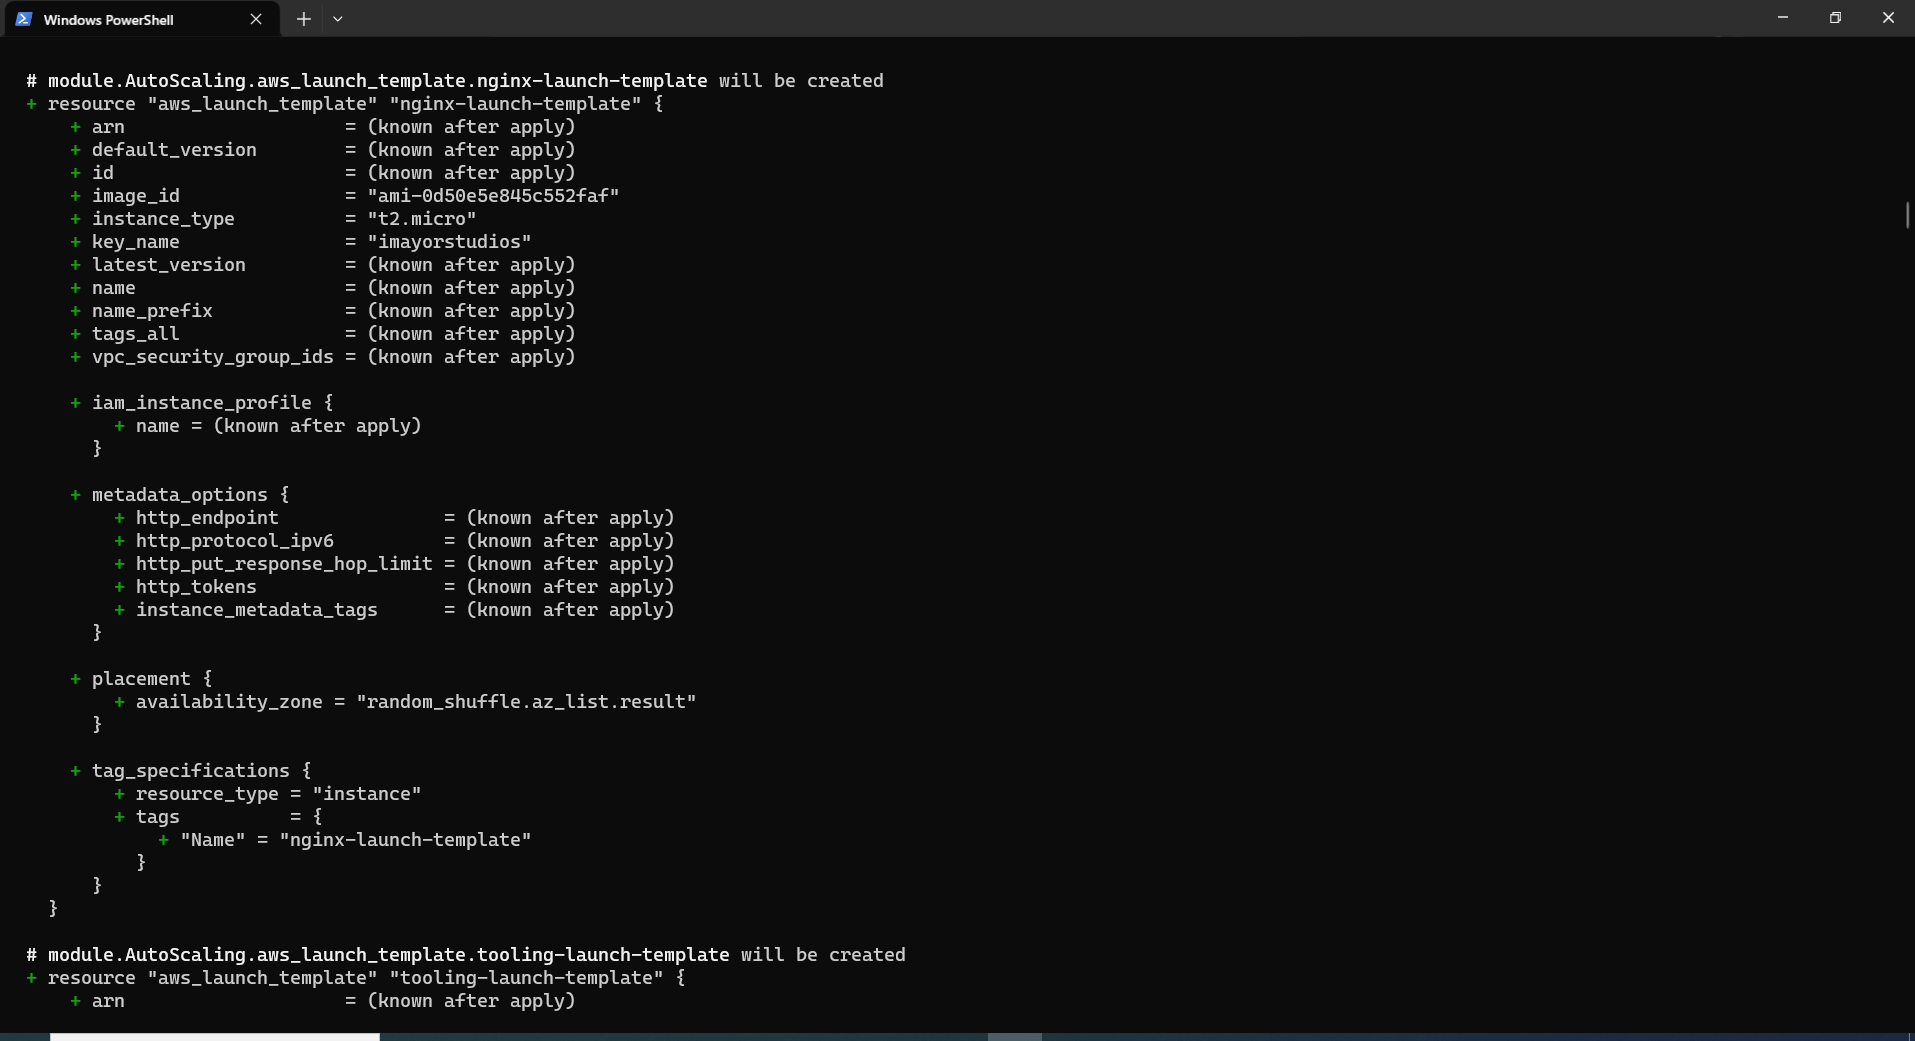 Windows PowerShell
# module.AutoScaling.aws_launch_template.nginx-launch-template will be created
+ resource "aws_launch_template" "nginx-launch-template" {
    + arn                    = (known after apply)
    + default_version        = (known after apply)
    + id                     = (known after apply)
    + image_id               = "ami-0d50e5e845c552faf"
    + instance_type          = "t2.micro"
    + key_name               = "imayorstudios"
    + latest_version         = (known after apply)
    + name                   = (known after apply)
    + name_prefix            = (known after apply)
    + tags_all               = (known after apply)
    + vpc_security_group_ids = (known after apply)
    + iam_instance_profile {
        + name = (known after apply)
      }
    + metadata_options {
        + http_endpoint               = (known after apply)
        + http_protocol_ipv6          = (known after apply)
        + http_put_response_hop_limit = (known after apply)
        + http_tokens                 = (known after apply)
        + instance_metadata_tags      = (known after apply)
      }
    + placement {
        + availability_zone = "random_shuffle.az_list.result"
      }
    + tag_specifications {
        + resource_type = "instance"
        + tags          = {
            + "Name" = "nginx-launch-template"
          }
      }
  }
# module.AutoScaling.aws_launch_template.tooling-launch-template will be created
+ resource "aws_launch_template" "tooling-launch-template" {
    + arn                    = (known after apply)